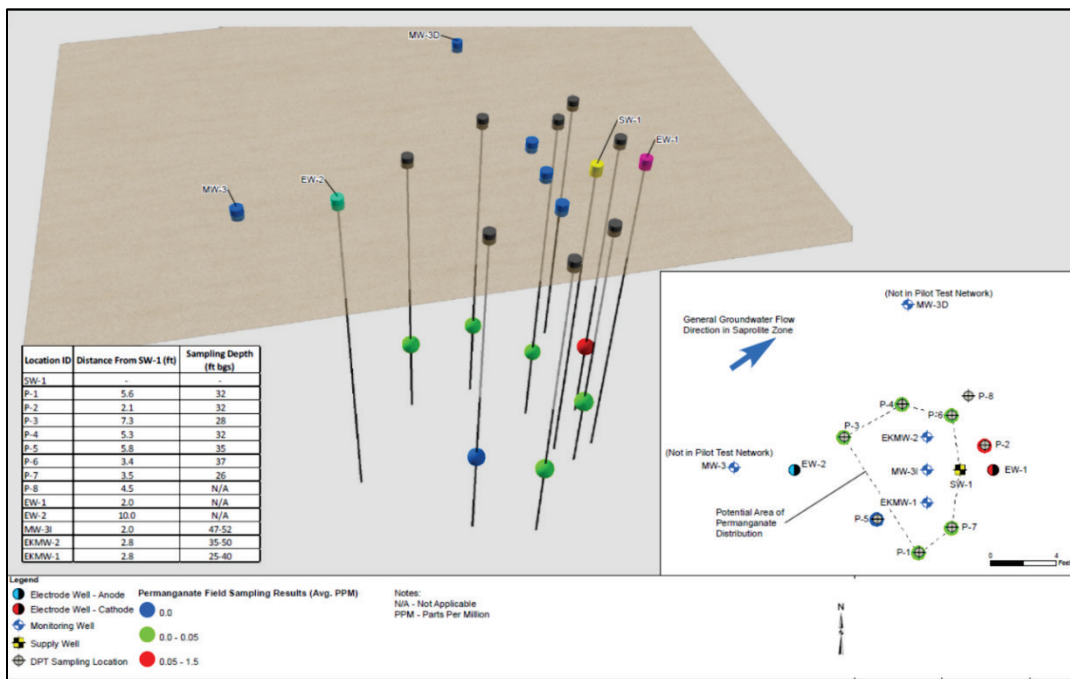 MW-3D
SW-1
EW-1
EW-2
MW-3
(Not in Pilot Test Network)
MW-3D
General Groundwater Flow
Direction in Saprolite Zone
P-8
P-4
P-6
P-3
EKMW-2
P-2
(Not in Pilot Test Network)
MW-3
EW-2
MW-3I
EW-1
SW-1
EKMW-1
Potential Area of
Permanganate
Distribution
P-5
P-7
P-1
0 4
Feet
Location ID Distance From SW-1 (ft) Sampling Depth (ft bgs)
SW-1 - -
P-1 5.6 32
P-2 2.1 32
P-3 7.3 28
P-4 5.3 32
P-5 5.8 35
P-6 3.4 37
P-7 3.5 26
P-8 4.5 N/A
EW-1 2.0 N/A
EW-2 10.0 N/A
MW-3I 2.0 47-52
EKMW-2 2.8 35-50
EKMW-1 2.8 25-40
Legend
Electrode Well - Anode
Electrode Well - Cathode
Monitoring Well
Supply Well
DPT Sampling Location
Permanganate Field Sampling Results (Avg. PPM)
0.0
0.0 - 0.05
0.05 - 1.5
Notes:
N/A - Not Applicable
PPM - Parts Per Million
N